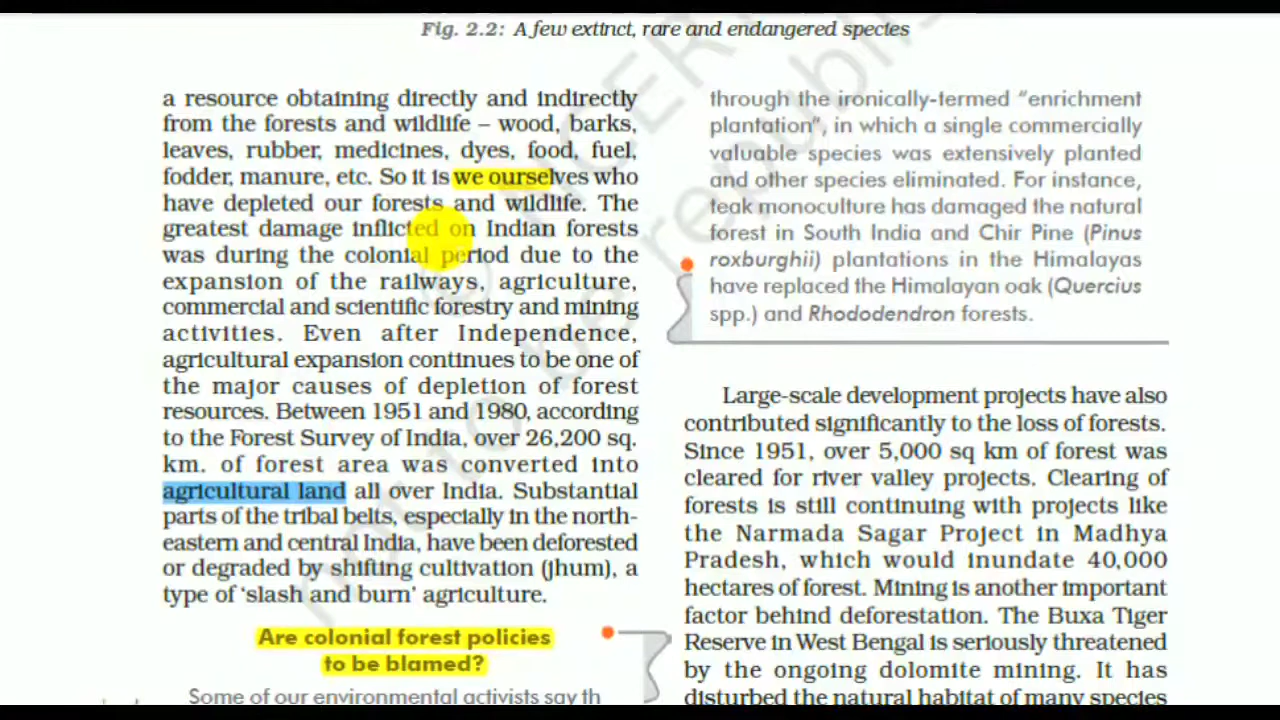 Fig. 2.2: A few extinct, rare and endangered species
a resource obtaining directly and indirectly
from the forests and wildlife – wood, barks,
leaves, rubber, medicines, dyes, food, fuel,
fodder, manure, etc. So it is we ourselves who
have depleted our forests and wildlife. The
greatest damage inflicted on Indian forests
was during the colonial period due to the
expansion of the railways, agriculture,
commercial and scientific forestry and mining
activities. Even after Independence,
agricultural expansion continues to be one of
the major causes of depletion of forest
resources. Between 1951 and 1980, according
to the Forest Survey of India, over 26,200 sq.
km. of forest area was converted into
agricultural land all over India. Substantial
parts of the tribal belts, especially in the north-
eastern and central India, have been deforested
or degraded by shifting cultivation (jhum), a
type of ‘slash and burn’ agriculture.
Are colonial forest policies
to be blamed?
Some of our environmental activists say th
through the ironically-termed “enrichment
plantation”, in which a single commercially
valuable species was extensively planted
and other species eliminated. For instance,
teak monoculture has damaged the natural
forest in South India and Chir Pine (Pinus
roxburghii) plantations in the Himalayas
have replaced the Himalayan oak (Quercius
spp.) and Rhododendron forests.
Large-scale development projects have also
contributed significantly to the loss of forests.
Since 1951, over 5,000 sq km of forest was
cleared for river valley projects. Clearing of
forests is still continuing with projects like
the Narmada Sagar Project in Madhya
Pradesh, which would inundate 40,000
hectares of forest. Mining is another important
factor behind deforestation. The Buxa Tiger
Reserve in West Bengal is seriously threatened
by the ongoing dolomite mining. It has
disturbed the natural habitat of many species
© NCERT
not to be republis